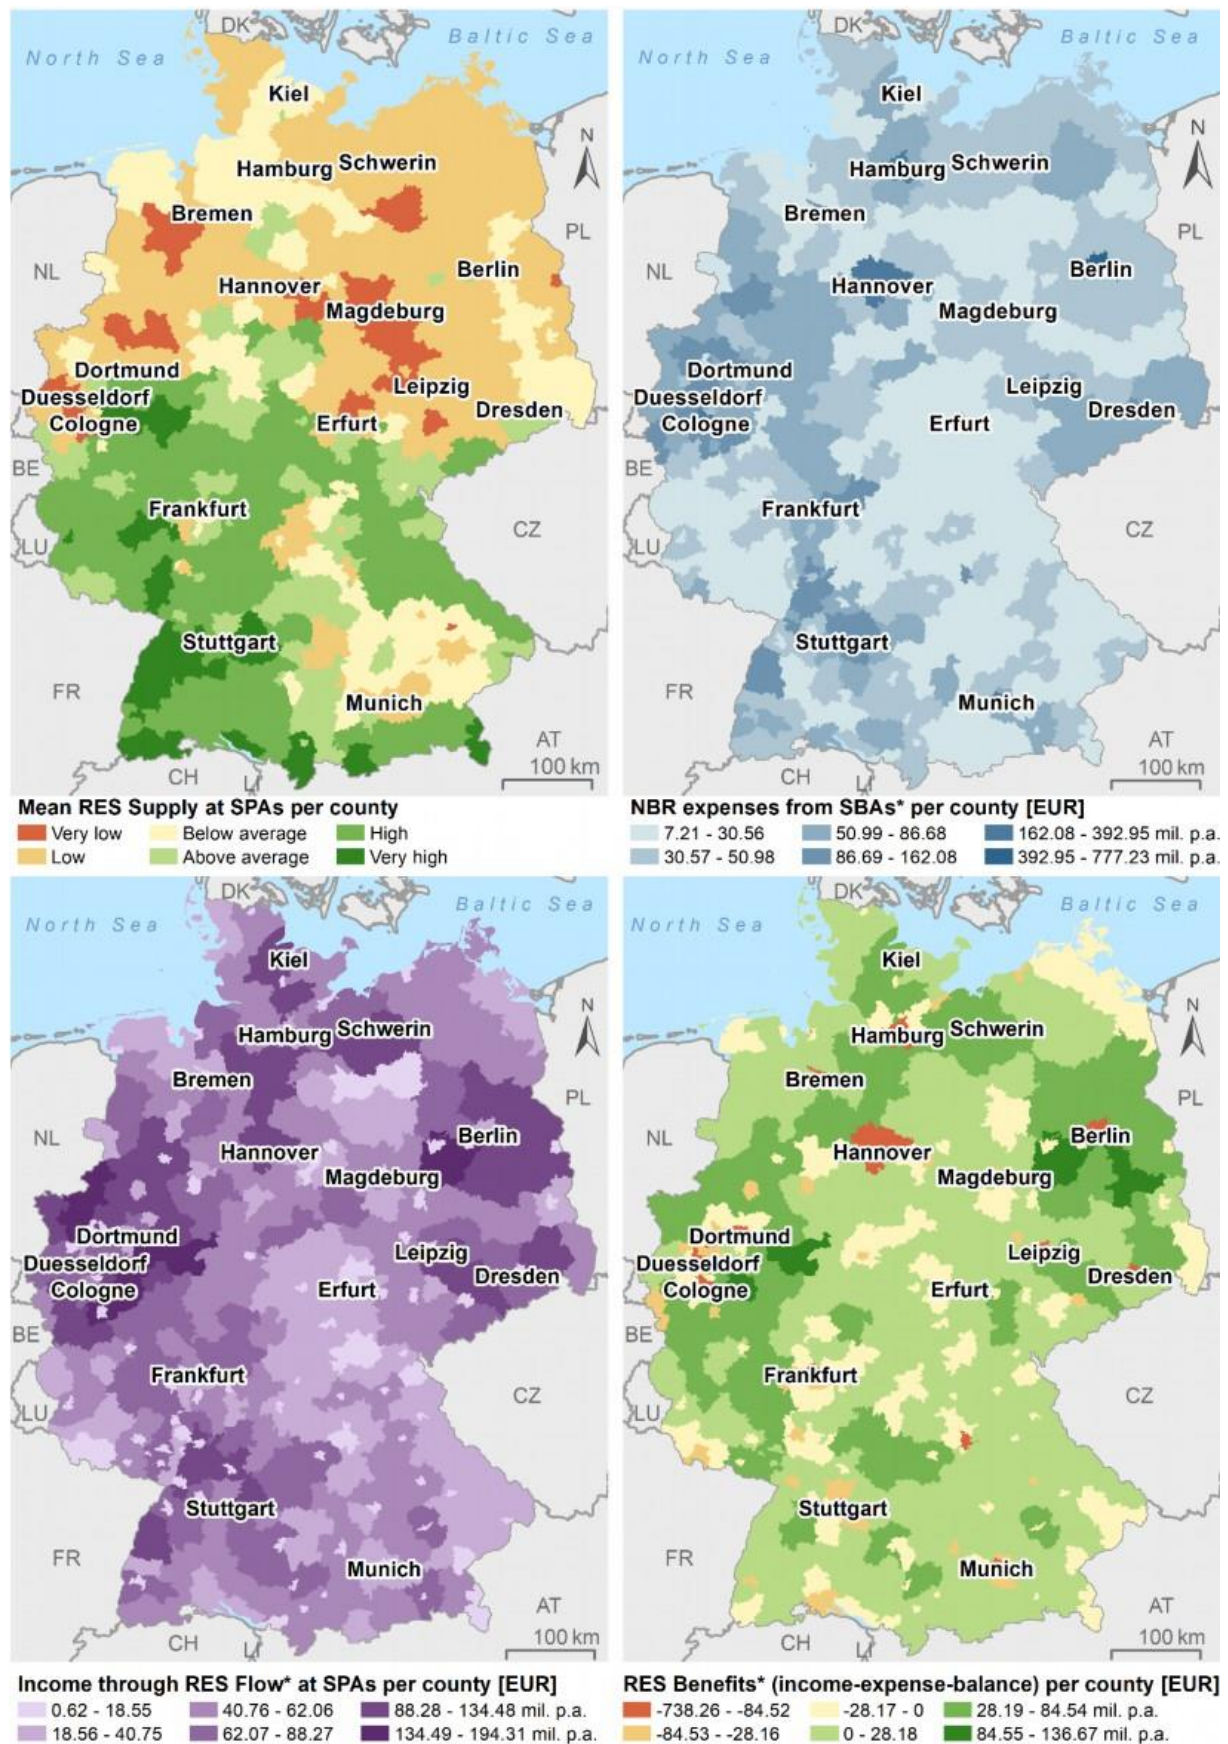 DK
North Sea
Baltic Sea
Kiel
N
Hamburg Schwerin
Bremen
PL
NL
Berlin
Hannover
Magdeburg
Dortmund
Leipzig
Duesseldorf
Dresden
Cologne
Erfurt
BE
Frankfurt
CZ
LU
Stuttgart
FR
Munich
AT
CH
LI
100 km
Mean RES Supply at SPAs per county
Very low Below average High
Low Above average Very high
DK
North Sea
Baltic Sea
Kiel
N
Hamburg Schwerin
Bremen
PL
NL
Berlin
Hannover
Magdeburg
Dortmund
Leipzig
Duesseldorf
Dresden
Cologne
Erfurt
BE
Frankfurt
CZ
LU
Stuttgart
FR
Munich
AT
CH
LI
100 km
NBR expenses from SBAs* per county [EUR]
7.21 - 30.56 50.99 - 86.68 162.08 - 392.95 mil. p.a.
30.57 - 50.98 86.69 - 162.08 392.95 - 777.23 mil. p.a.
DK
North Sea
Baltic Sea
Kiel
N
Hamburg Schwerin
Bremen
PL
NL
Berlin
Hannover
Magdeburg
Dortmund
Leipzig
Duesseldorf
Dresden
Cologne
Erfurt
BE
Frankfurt
CZ
LU
Stuttgart
FR
Munich
AT
CH
LI
100 km
Income through RES Flow* at SPAs per county [EUR]
0.62 - 18.55 40.76 - 62.06 88.28 - 134.48 mil. p.a.
18.56 - 40.75 62.07 - 88.27 134.49 - 194.31 mil. p.a.
DK
North Sea
Baltic Sea
Kiel
N
Hamburg Schwerin
Bremen
PL
NL
Berlin
Hannover
Magdeburg
Dortmund
Leipzig
Duesseldorf
Dresden
Cologne
Erfurt
BE
Frankfurt
CZ
LU
Stuttgart
FR
Munich
AT
CH
LI
100 km
RES Benefits* (income-expense-balance) per county [EUR]
-738.26 - -84.52 -28.17 - 0 28.19 - 84.54 mil. p.a.
-84.53 - -28.16 0 - 28.18 84.55 - 136.67 mil. p.a.